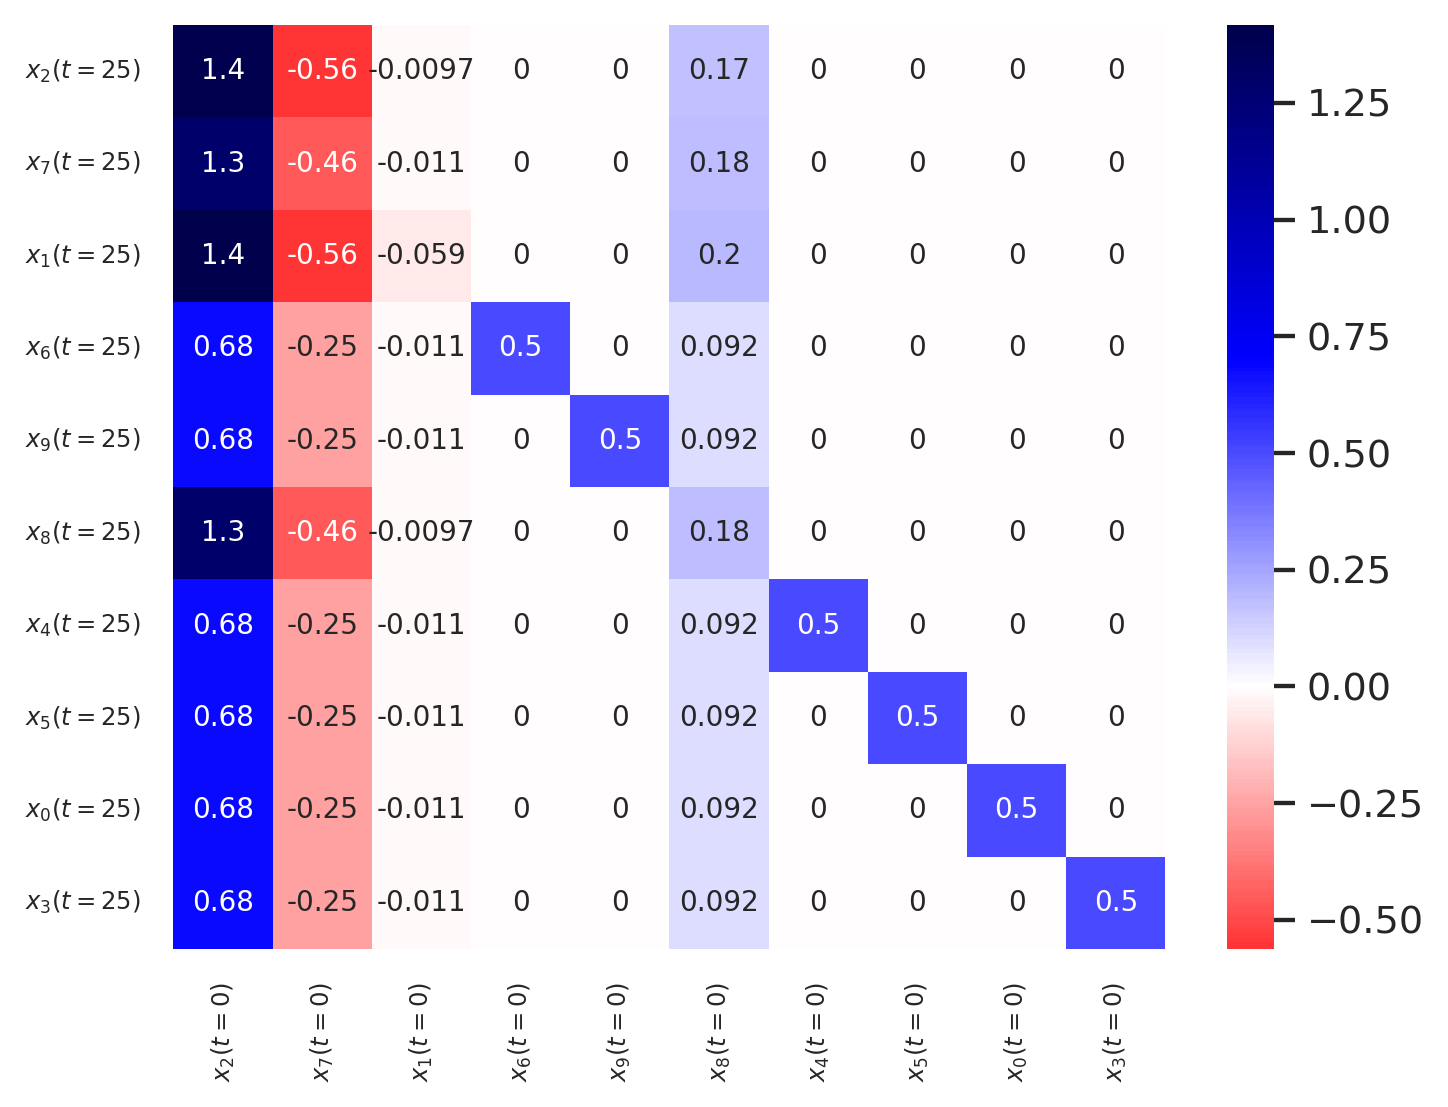 x₂(t = 25) 1.4 -0.56 -0.0097 0 0 0.17 0 0 0 0
x₇(t = 25) 1.3 -0.46 -0.011 0 0 0.18 0 0 0 0
x₁(t = 25) 1.4 -0.56 -0.059 0 0 0.2 0 0 0 0
x₆(t = 25) 0.68 -0.25 -0.011 0.5 0 0.092 0 0 0 0
x₉(t = 25) 0.68 -0.25 -0.011 0 0.5 0.092 0 0 0 0
x₈(t = 25) 1.3 -0.46 -0.0097 0 0 0.18 0 0 0 0
x₄(t = 25) 0.68 -0.25 -0.011 0 0 0.092 0.5 0 0 0
x₅(t = 25) 0.68 -0.25 -0.011 0 0 0.092 0 0.5 0 0
x₀(t = 25) 0.68 -0.25 -0.011 0 0 0.092 0 0 0.5 0
x₃(t = 25) 0.68 -0.25 -0.011 0 0 0.092 0 0 0 0.5
x₂(t = 0)
x₇(t = 0)
x₁(t = 0)
x₆(t = 0)
x₉(t = 0)
x₈(t = 0)
x₄(t = 0)
x₅(t = 0)
x₀(t = 0)
x₃(t = 0)
1.25
1.00
0.75
0.50
0.25
0.00
−0.25
−0.50